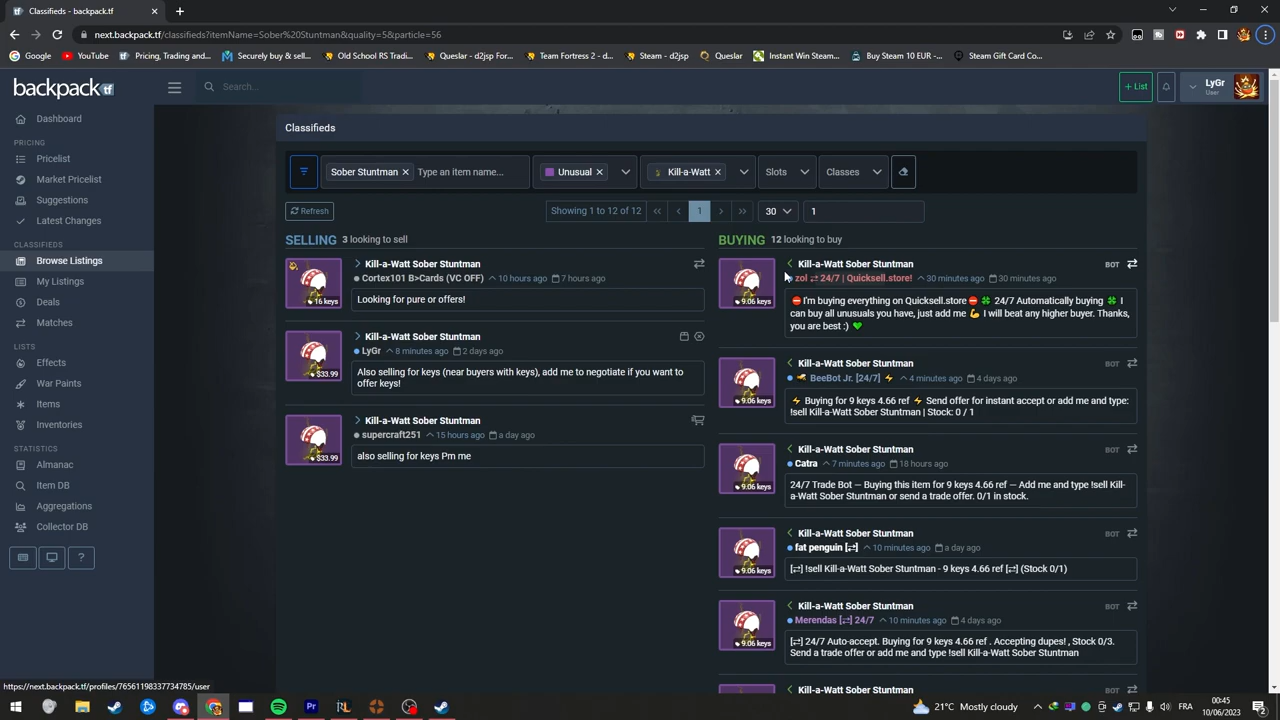 Classifieds - backpack.tf
next.backpack.tf/classifieds?itemName=Sober%20Stuntman&quality=5&particle=56
Google
YouTube
Pricing, Trading and...
Securely buy & sell...
Old School RS Tradi...
Queslar - d2jsp For...
Team Fortress 2 - d...
Steam - d2jsp
Queslar
Instant Win Steam...
Buy Steam 10 EUR -...
Steam Gift Card Co...
backpack tf
Search...
+ List
LyGr
User
Dashboard
PRICING
Pricelist
Market Pricelist
Suggestions
Latest Changes
CLASSIFIEDS
Browse Listings
My Listings
Deals
Matches
LISTS
Effects
War Paints
Items
Inventories
STATISTICS
Almanac
Item DB
Aggregations
Collector DB
?
Classifieds
Sober Stuntman × Type an item name...
Unusual ×
Kill-a-Watt ×
Slots
Classes
Refresh
Showing 1 to 12 of 12
1
30
1
SELLING 3 looking to sell
Kill-a-Watt Sober Stuntman
Cortex101 B>Cards (VC OFF) 10 hours ago 7 hours ago
Looking for pure or offers!
16 keys
Kill-a-Watt Sober Stuntman
LyGr 8 minutes ago 2 days ago
Also selling for keys (near buyers with keys), add me to negotiate if you want to
offer keys!
$33.99
Kill-a-Watt Sober Stuntman
supercraft251 15 hours ago a day ago
also selling for keys Pm me
$33.99
BUYING 12 looking to buy
Kill-a-Watt Sober Stuntman BOT
zol ⇄ 24/7 | Quicksell.store! 30 minutes ago 30 minutes ago
⛔ I'm buying everything on Quicksell.store ⛔ 🍀 24/7 Automatically buying 🍀 I
can buy all unusuals you have, just add me 💪 I will beat any higher buyer. Thanks,
you are best :) 💚
9.06 keys
Kill-a-Watt Sober Stuntman BOT
BeeBot Jr. [24/7] ⚡ 4 minutes ago 4 days ago
⚡ Buying for 9 keys 4.66 ref ⚡ Send offer for instant accept or add me and type:
!sell Kill-a-Watt Sober Stuntman | Stock: 0 / 1
9.06 keys
Kill-a-Watt Sober Stuntman BOT
Catra 7 minutes ago 18 hours ago
24/7 Trade Bot — Buying this item for 9 keys 4.66 ref — Add me and type !sell Kill-
a-Watt Sober Stuntman or send a trade offer. 0/1 in stock.
9.06 keys
Kill-a-Watt Sober Stuntman BOT
fat penguin [⇄] 10 minutes ago a day ago
[⇄] !sell Kill-a-Watt Sober Stuntman - 9 keys 4.66 ref [⇄] (Stock 0/1)
9.06 keys
Kill-a-Watt Sober Stuntman BOT
Merendas [⇄] 24/7 10 minutes ago 4 days ago
[⇄] 24/7 Auto-accept. Buying for 9 keys 4.66 ref . Accepting dupes! , Stock 0/3.
Send a trade offer or add me and type !sell Kill-a-Watt Sober Stuntman
9.06 keys
Kill-a-Watt Sober Stuntman BOT
https://next.backpack.tf/profiles/76561198337734785/user
21°C Mostly cloudy
FRA
00:45
10/06/2023
2